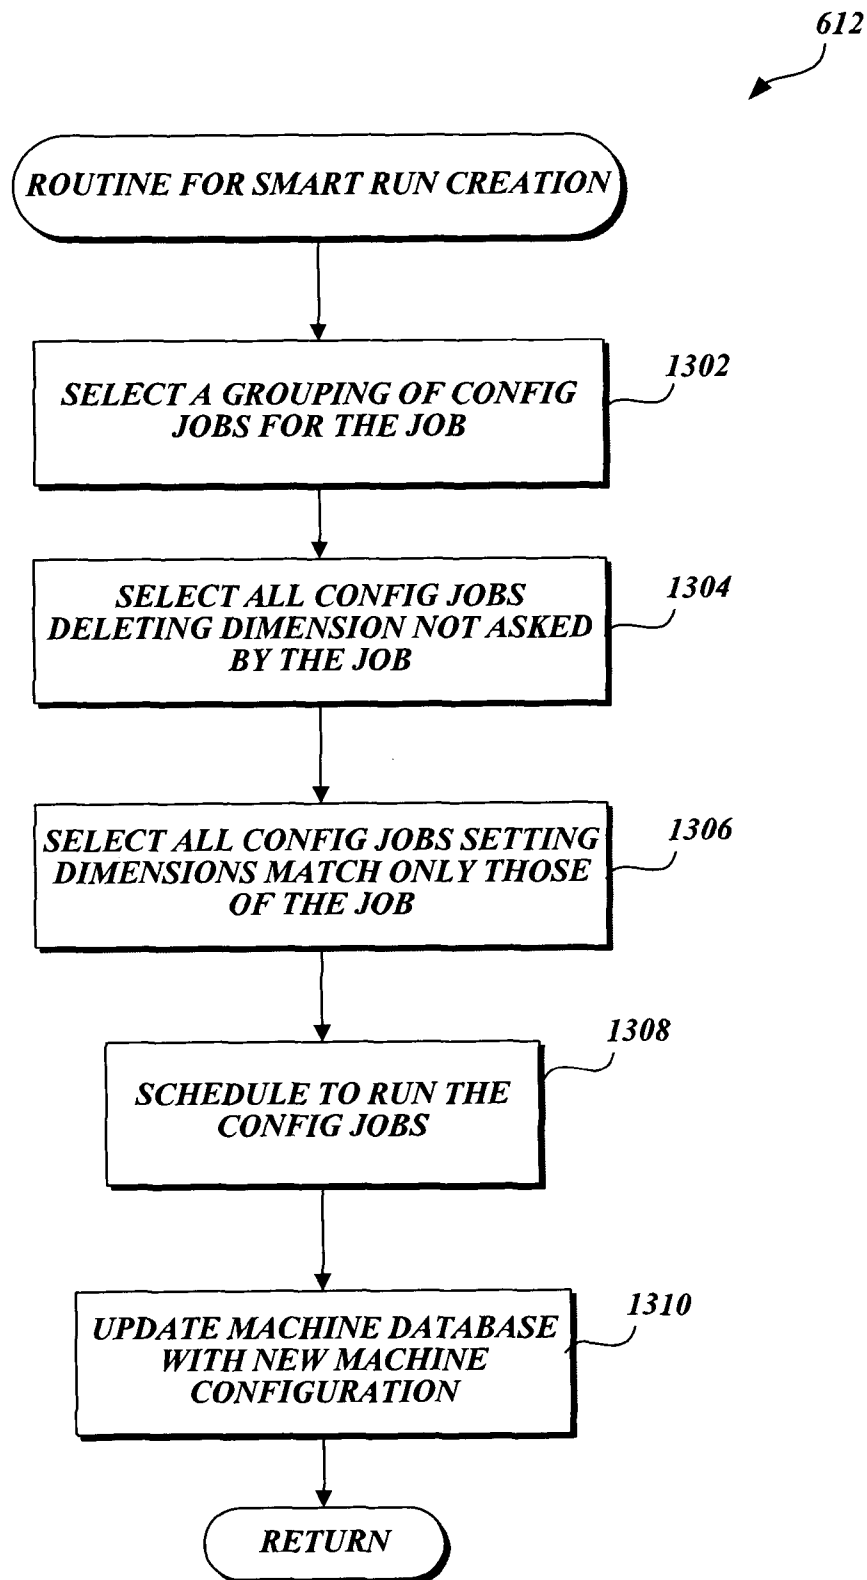 612
ROUTINE FOR SMART RUN CREATION
1302
SELECT A GROUPING OF CONFIG
JOBS FOR THE JOB
1304
SELECT ALL CONFIG JOBS
DELETING DIMENSION NOT ASKED
BY THE JOB
1306
SELECT ALL CONFIG JOBS SETTING
DIMENSIONS MATCH ONLY THOSE
OF THE JOB
1308
SCHEDULE TO RUN THE
CONFIG JOBS
1310
UPDATE MACHINE DATABASE
WITH NEW MACHINE
CONFIGURATION
RETURN